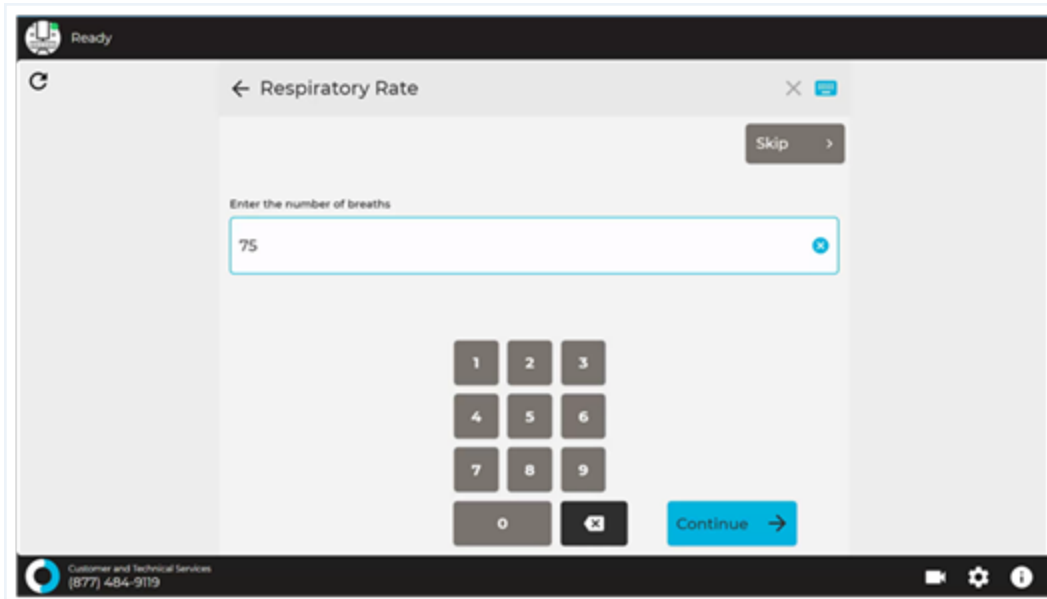 Ready
Respiratory Rate
Skip
Enter the number of breaths
75
1 2 3
4 5 6
7 8 9
0
Continue
Customer and Technical Services
(877) 484-9119